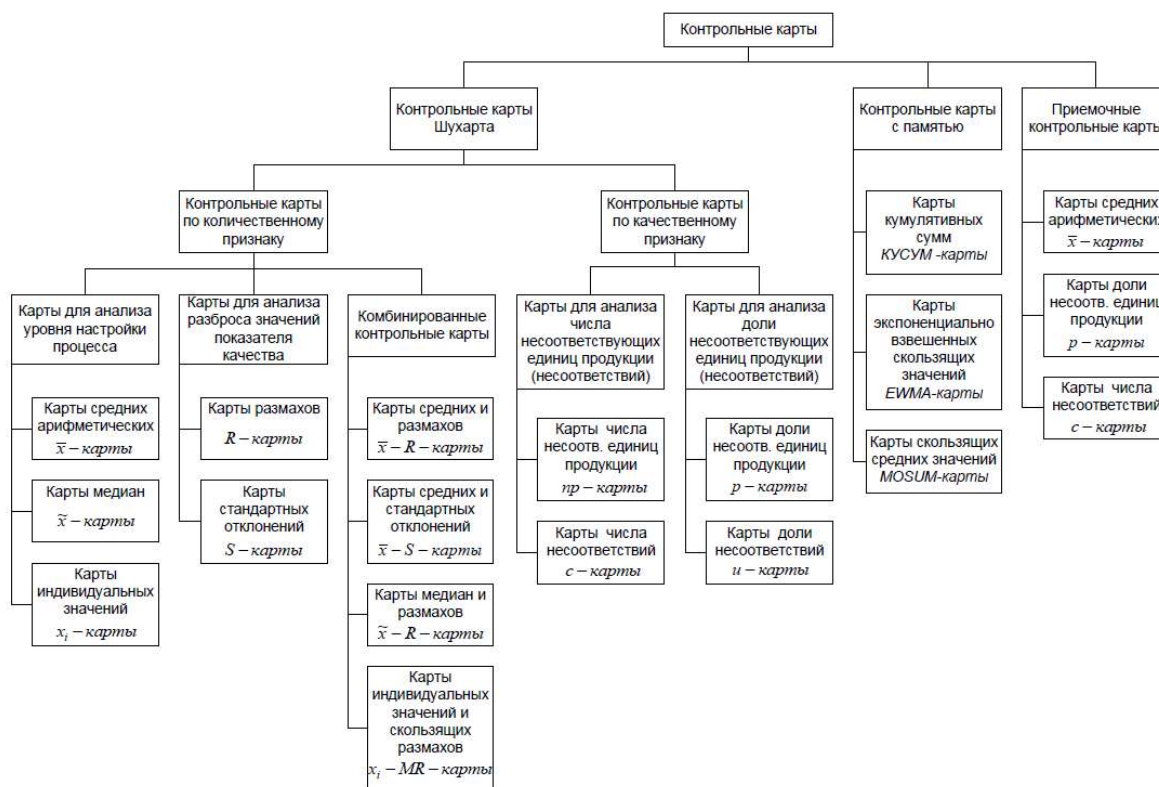 Контрольные карты
Контрольные карты
Шухарта
Контрольные карты
с памятью
Приемочные
контрольные карты
Контрольные карты
по количественному
признаку
Контрольные карты
по качественному
признаку
Карты для анализа
уровня настройки
процесса
Карты для анализа
разброса значений
показателя
качества
Комбинированные
контрольные карты
Карты для анализа
числа
несоответствующих
единиц продукции
(несоответствий)
Карты для анализа
доли
несоответствующих
единиц продукции
(несоответствий)
Карты средних
арифметических
x̅ – карты
Карты медиан
x̃ – карты
Карты
индивидуальных
значений
xᵢ – карты
Карты размахов
R – карты
Карты
стандартных
отклонений
S – карты
Карты средних и
размахов
x̅ – R – карты
Карты средних и
стандартных
отклонений
x̅ – S – карты
Карты медиан и
размахов
x̃ – R – карты
Карты
индивидуальных
значений и
скользящих
размахов
xᵢ – MR – карты
Карты числа
несоотв. единиц
продукции
np – карты
Карты числа
несоответствий
c – карты
Карты доли
несоотв. единиц
продукции
p – карты
Карты доли
несоответствий
u – карты
Карты
кумулятивных
сумм
КУСУМ -карты
Карты
экспоненциально
взвешенных
скользящих
значений
EWMA-карты
Карты скользящих
средних значений
MOSUM-карты
Карты средних
арифметических
x̅ – карты
Карты доли
несоотв. единиц
продукции
p – карты
Карты числа
несоответствий
c – карты